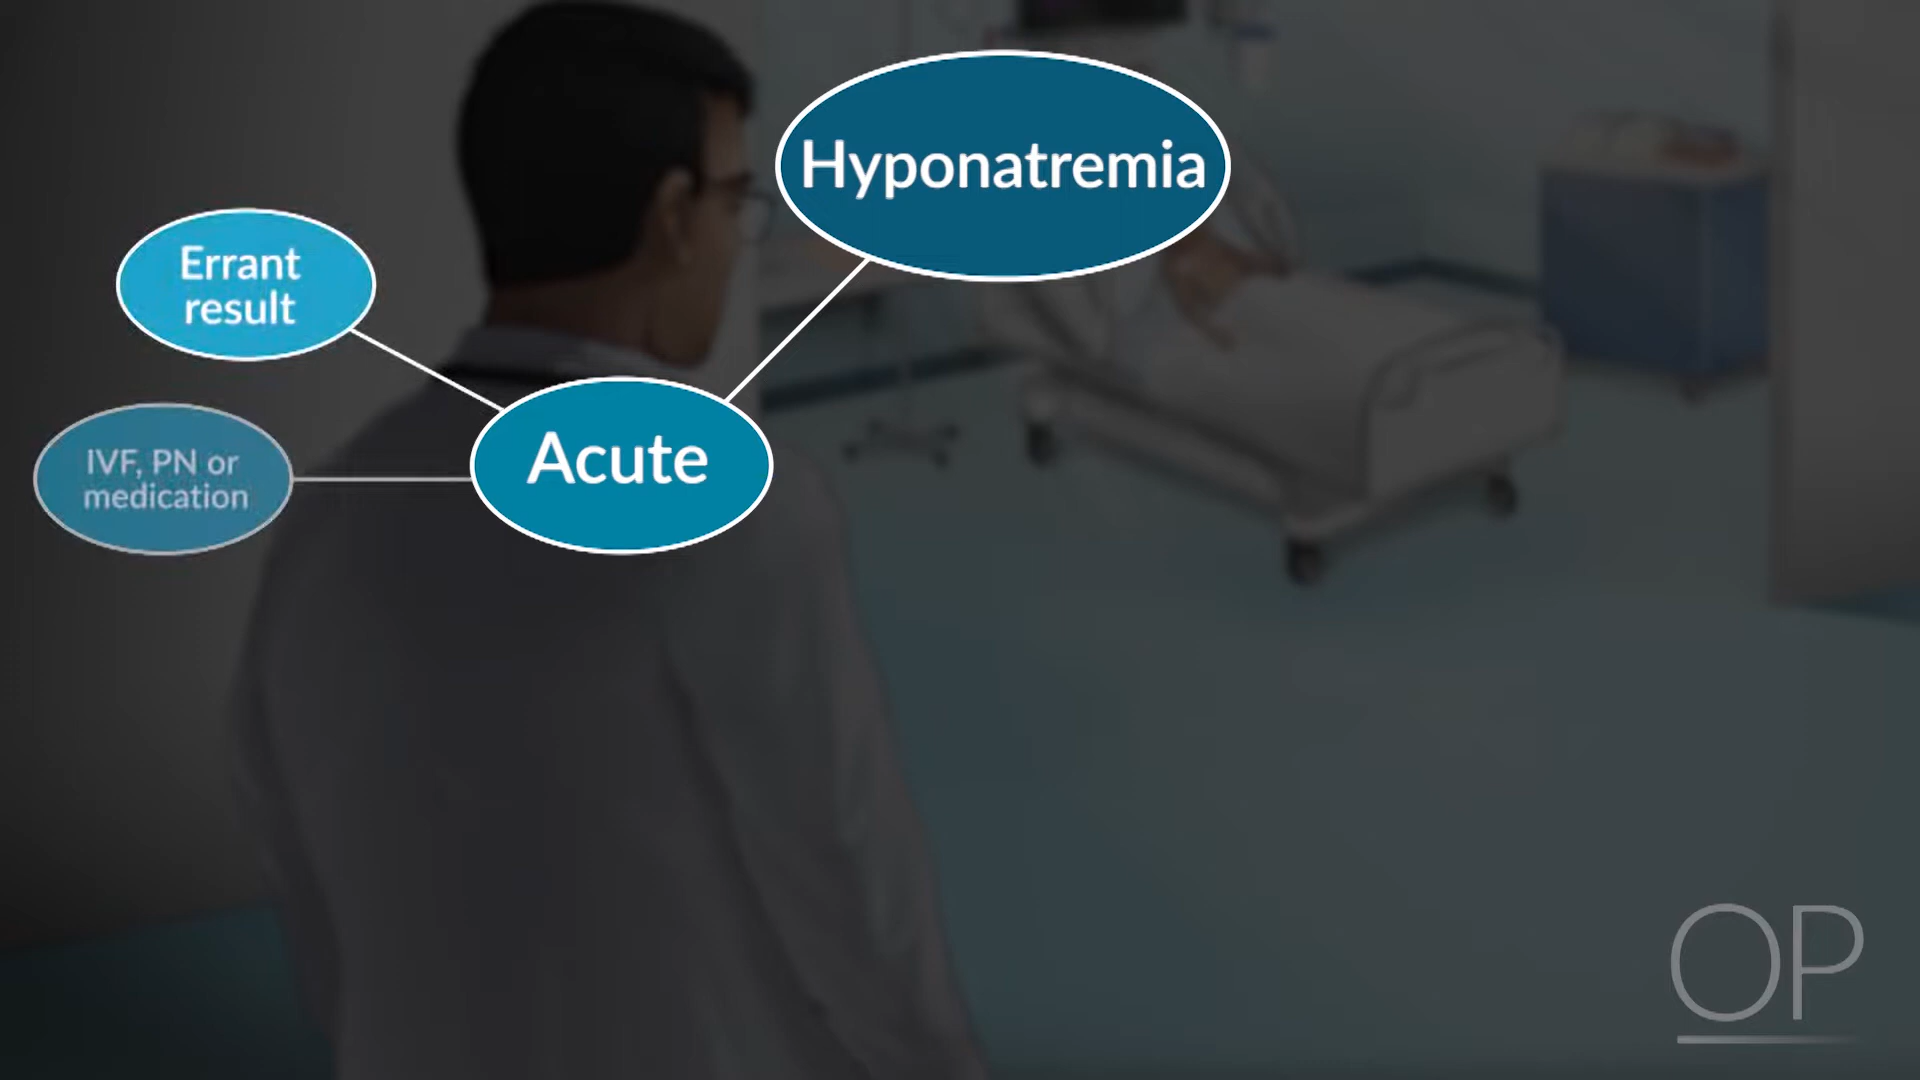 Hyponatremia
Errant
result
Acute
IVF, PN or
medication
OP